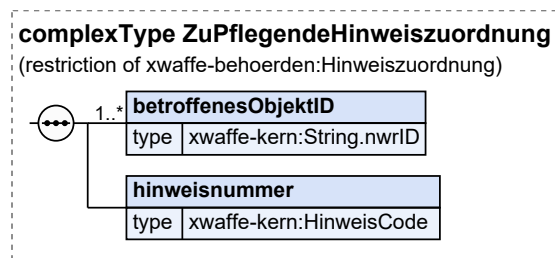 complexType ZuPflegendeHinweiszuordnung
(restriction of xwaffe-behoerden:Hinweiszuordnung)
1..* betroffenesObjektID
type xwaffe-kern:String.nwrID
hinweisnummer
type xwaffe-kern:HinweisCode